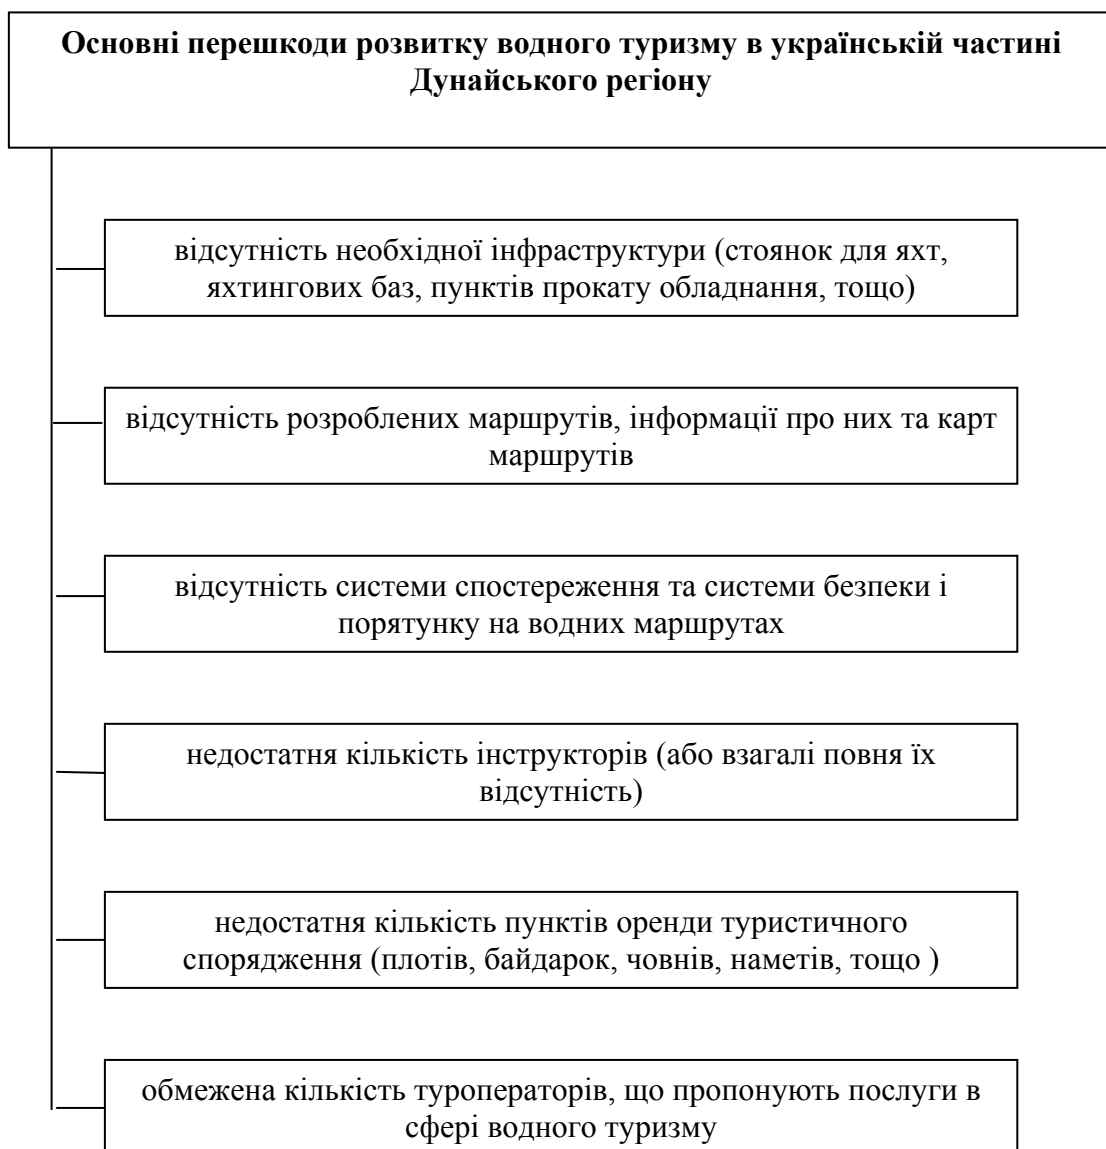 Основні перешкоди розвитку водного туризму в українській частині
Дунайського регіону
відсутність необхідної інфраструктури (стоянок для яхт,
яхтингових баз, пунктів прокату обладнання, тощо)
відсутність розроблених маршрутів, інформації про них та карт
маршрутів
відсутність системи спостереження та системи безпеки і
порятунку на водних маршрутах
недостатня кількість інструкторів (або взагалі повня їх
відсутність)
недостатня кількість пунктів оренди туристичного
спорядження (плотів, байдарок, човнів, наметів, тощо )
обмежена кількість туроператорів, що пропонують послуги в
сфері водного туризму